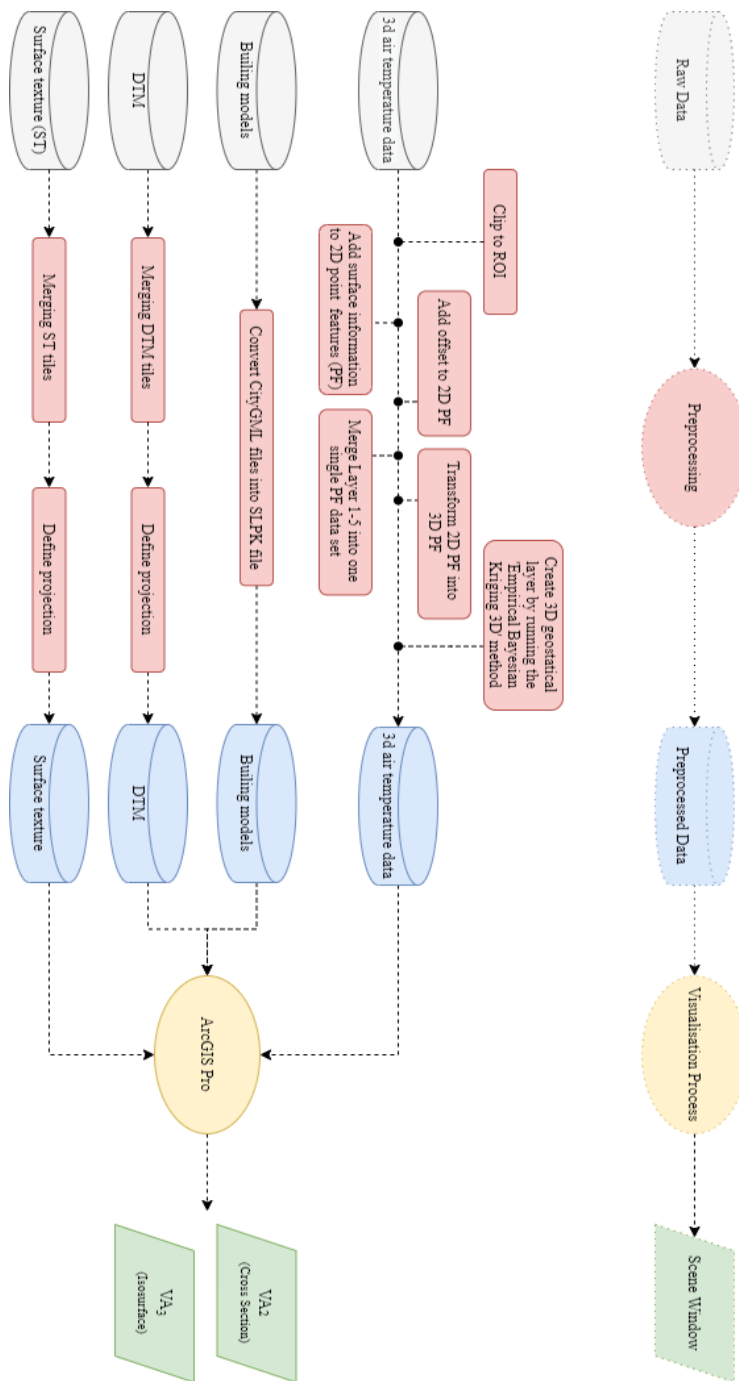 Raw Data
Preprocessing
Preprocessed Data
Visualisation Process
Scene Window
3d air temperature data
Clip to ROI
Add surface information
to 2D point features (PF)
Add offset to 2D PF
Merge Layer 1-5 into one
single PF data set
Transform 2D PF into
3D PF
Create 3D geostatical
layer by running the
'Empirical Bayesian
Kriging 3D' method
3d air temperature data
Builing models
Convert CityGML files into SLPK file
Builing models
DTM
Merging DTM tiles
Define projection
DTM
Surface texture (ST)
Merging ST tiles
Define projection
Surface texture
ArcGIS Pro
VA2
(Cross Section)
VA3
(Isosurface)